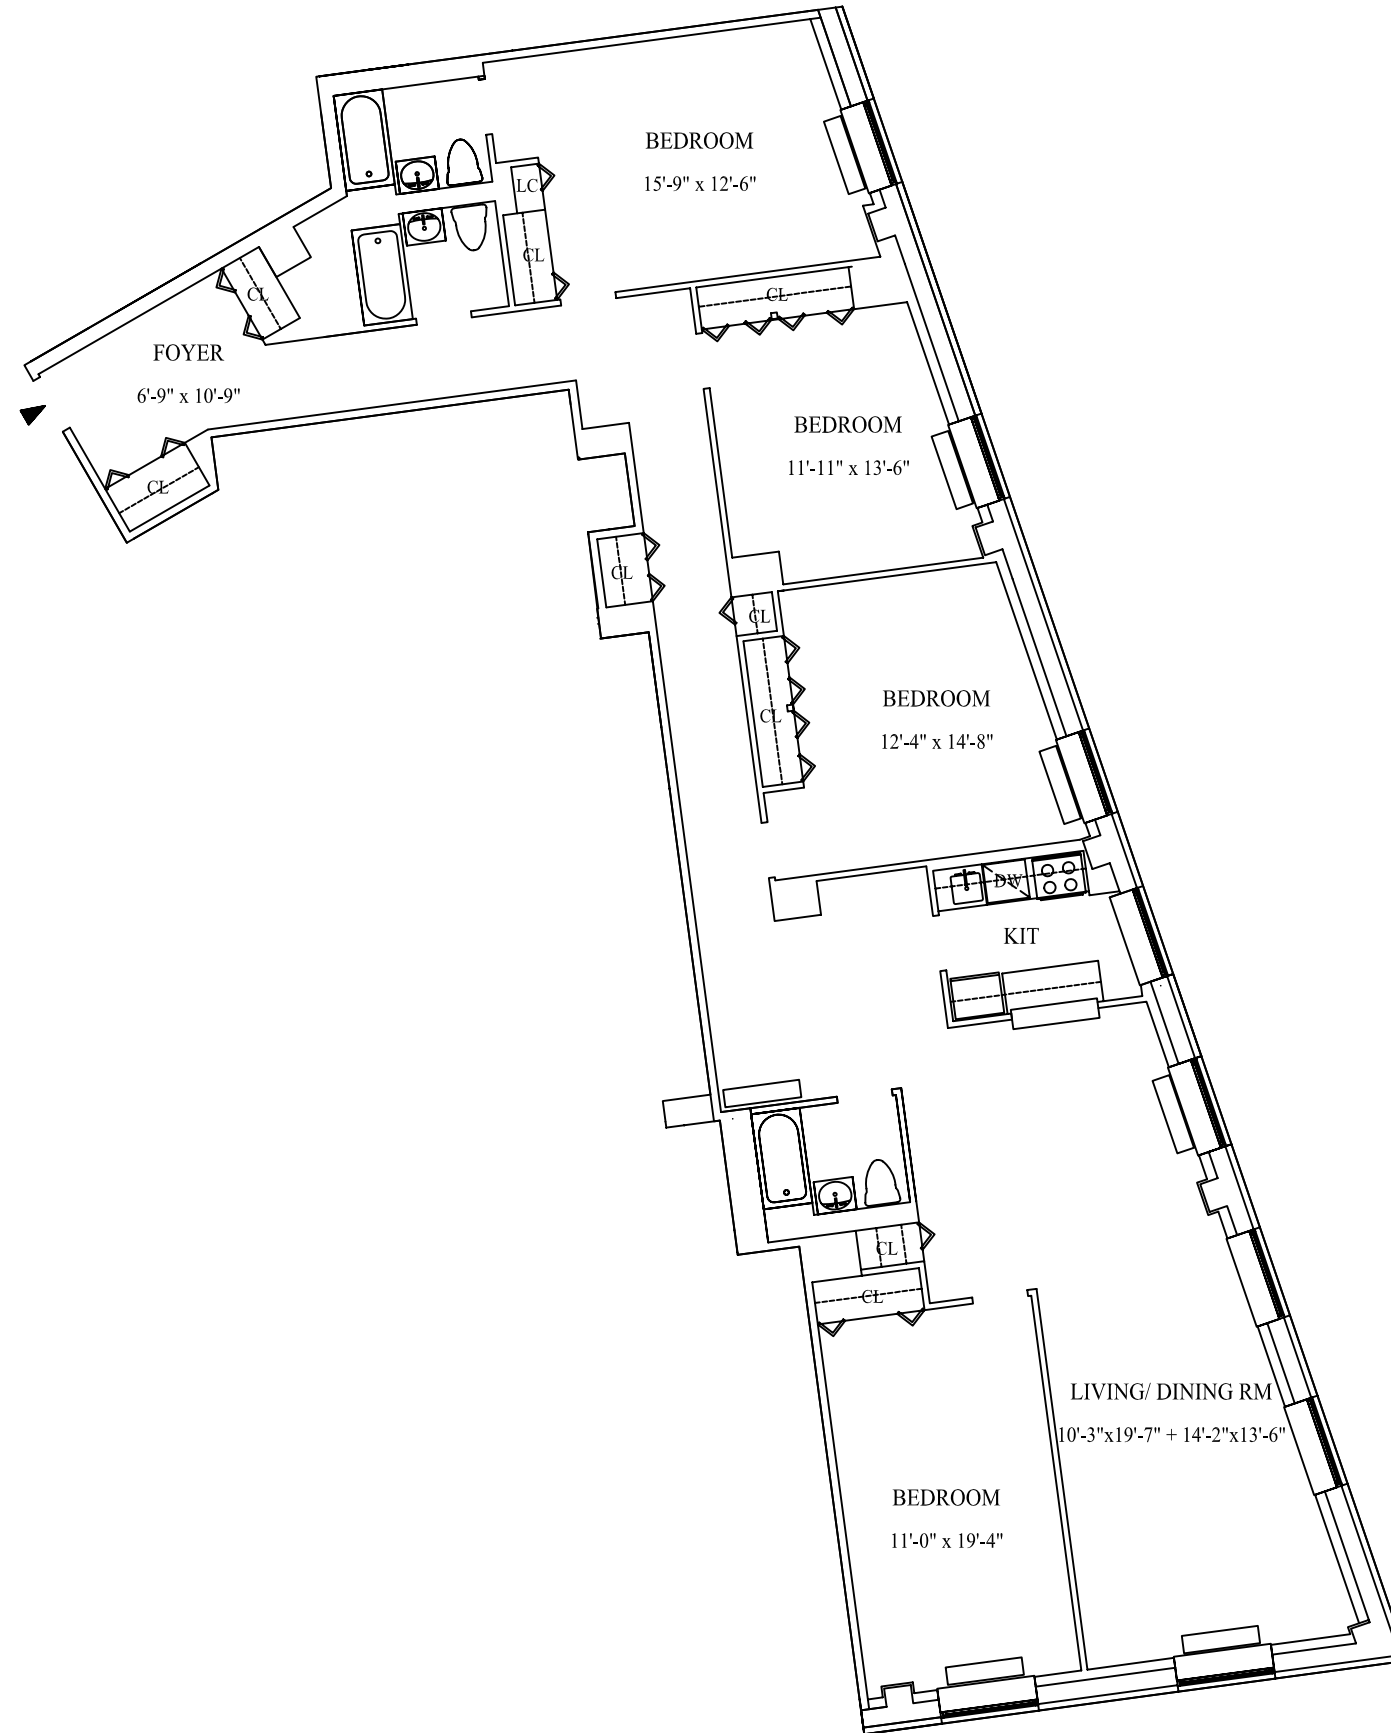 BEDROOM
15'-9" x 12'-6"
LC
CL
CL
CL
FOYER
6'-9" x 10'-9"
BEDROOM
11'-11" x 13'-6"
CL
CL
CL
BEDROOM
12'-4" x 14'-8"
CL
DW
KIT
CL
CL
LIVING/ DINING RM
10'-3"x19'-7" + 14'-2"x13'-6"
BEDROOM
11'-0" x 19'-4"